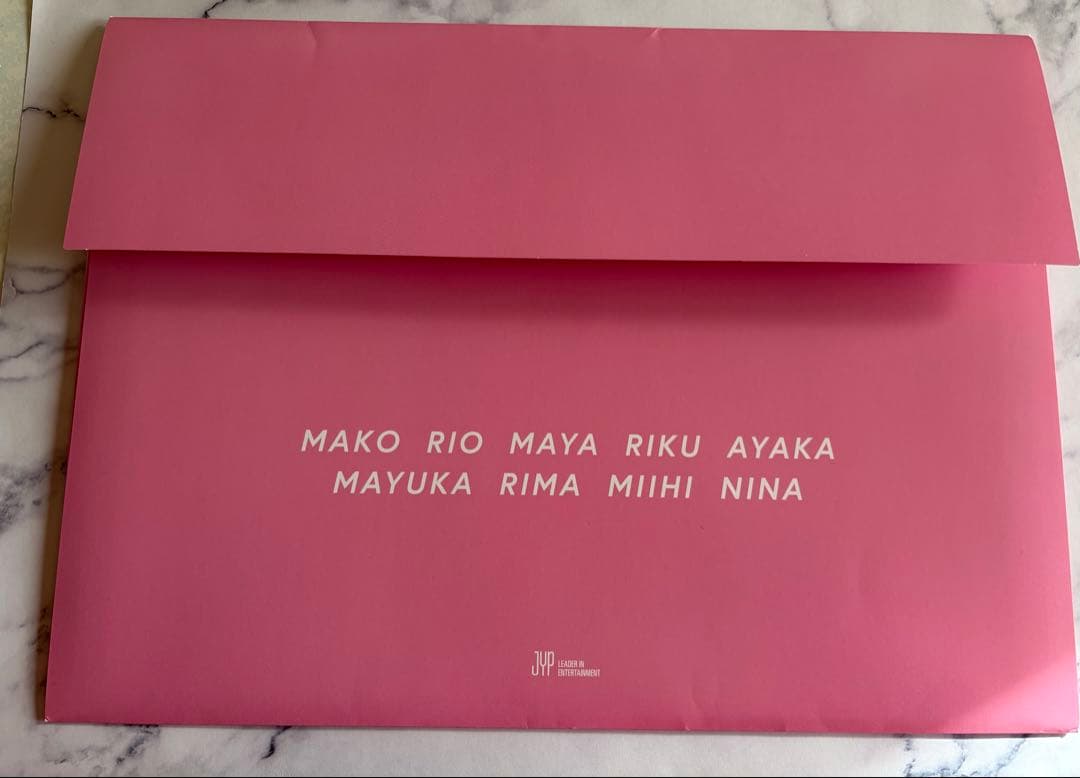 MAKO RIO MAYA RIKU AYAKA
MAYUKA RIMA MIIHI NINA
JYP LEADER IN
ENTERTAINMENT